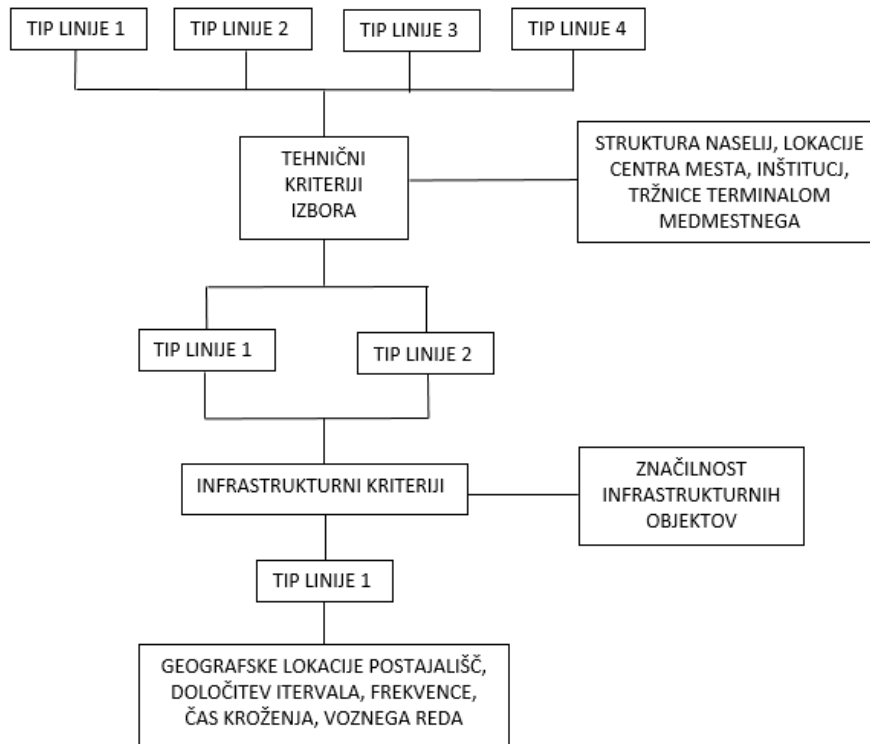 TIP LINIJE 1
TIP LINIJE 2
TIP LINIJE 3
TIP LINIJE 4
TEHNIČNI
KRITERIJI
IZBORA
STRUKTURA NASELIJ, LOKACIJE
CENTRA MESTA, INŠTITUCJ,
TRŽNICE TERMINALOM
MEDMESTNEGA
TIP LINIJE 1
TIP LINIJE 2
INFRASTRUKTURNI KRITERIJI
ZNAČILNOST
INFRASTRUKTURNIH
OBJEKTOV
TIP LINIJE 1
GEOGRAFSKE LOKACIJE POSTAJALIŠČ,
DOLOČITEV ITERVALA, FREKVENCE,
ČAS KROŽENJA, VOZNEGA REDA